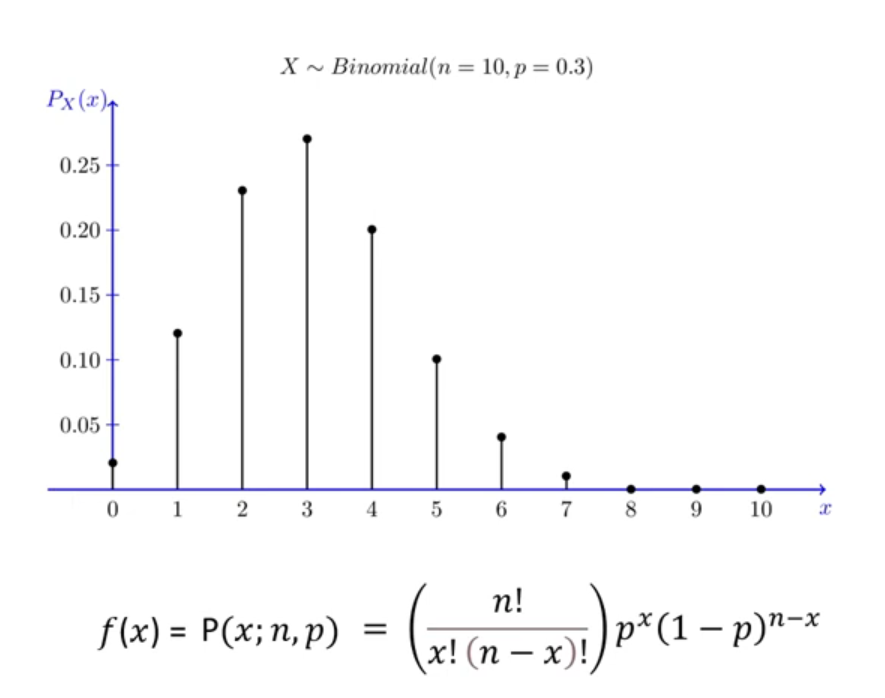 X ∼ Binomial(n = 10, p = 0.3)
P_X(x)
0.25
0.20
0.15
0.10
0.05
0 1 2 3 4 5 6 7 8 9 10 x
f(x) = P(x; n, p) = (n! / x! (n − x)!) p^x (1 − p)^{n−x}